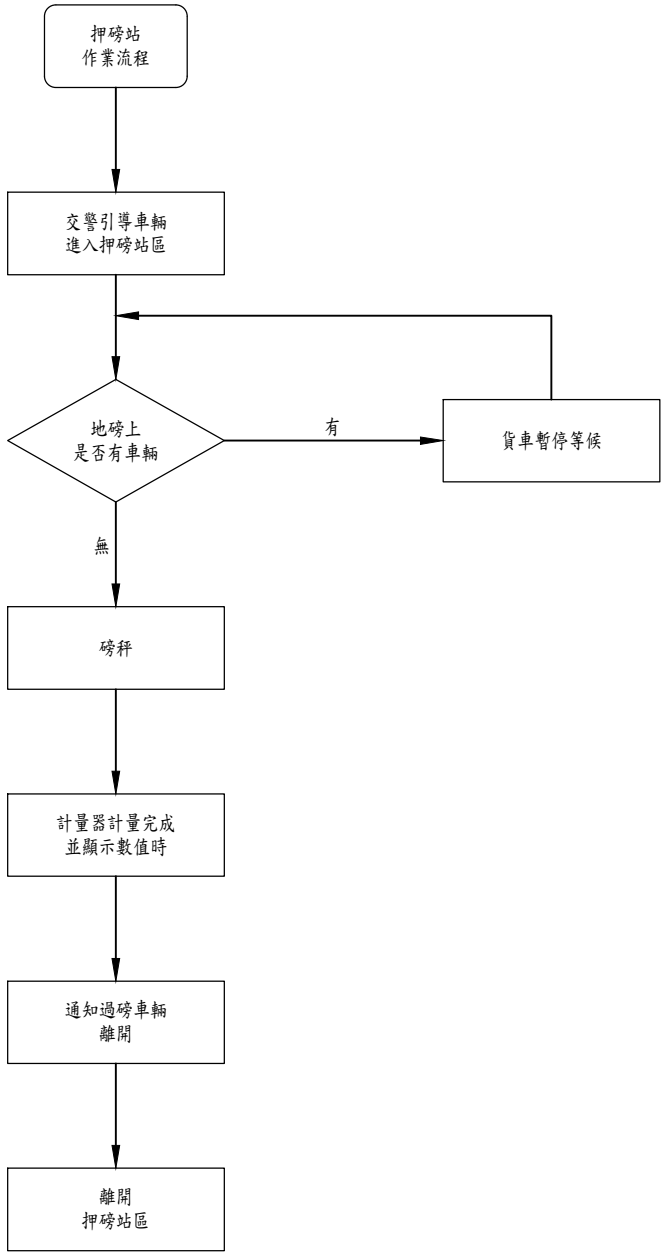 押磅站
作業流程
交警引導車輛
進入押磅站區
地磅上
是否有車輛
有
貨車暫停等候
無
磅秤
計量器計量完成
並顯示數值時
通知過磅車輛
離開
離開
押磅站區